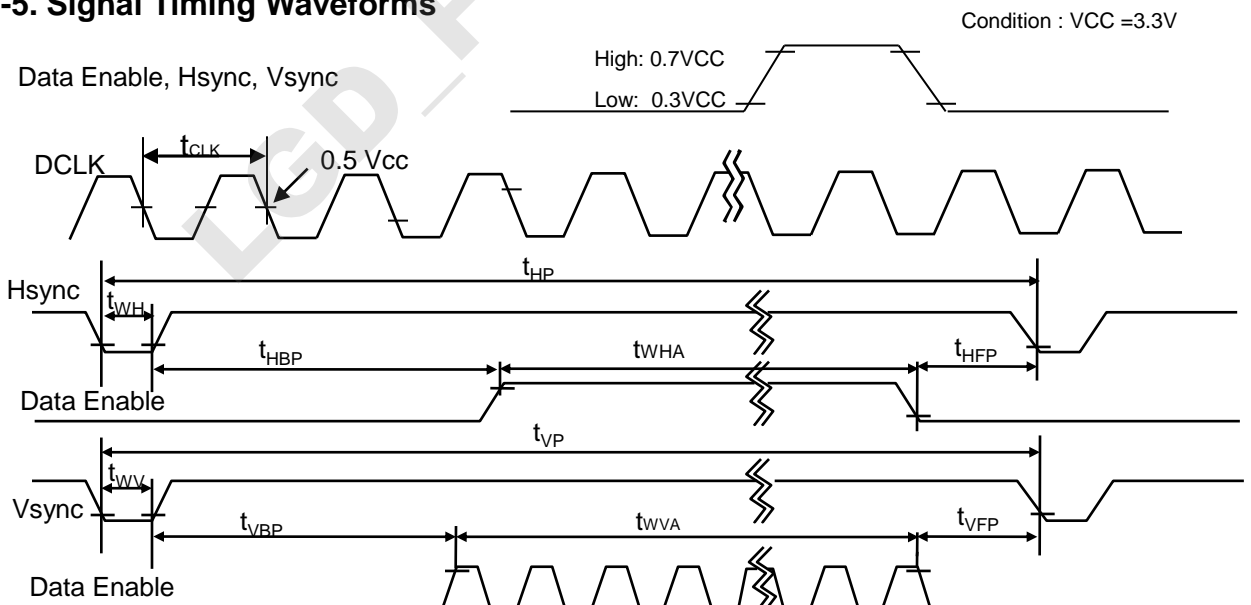 -5. Signal Timing Waveforms
Condition : VCC =3.3V
High: 0.7VCC
Data Enable, Hsync, Vsync
Low: 0.3VCC
tCLK
0.5 Vcc
DCLK
tHP
Hsync
tWH
tHBP
tWHA
tHFP
Data Enable
tVP
tWV
Vsync
tVBP
tWVA
tVFP
Data Enable